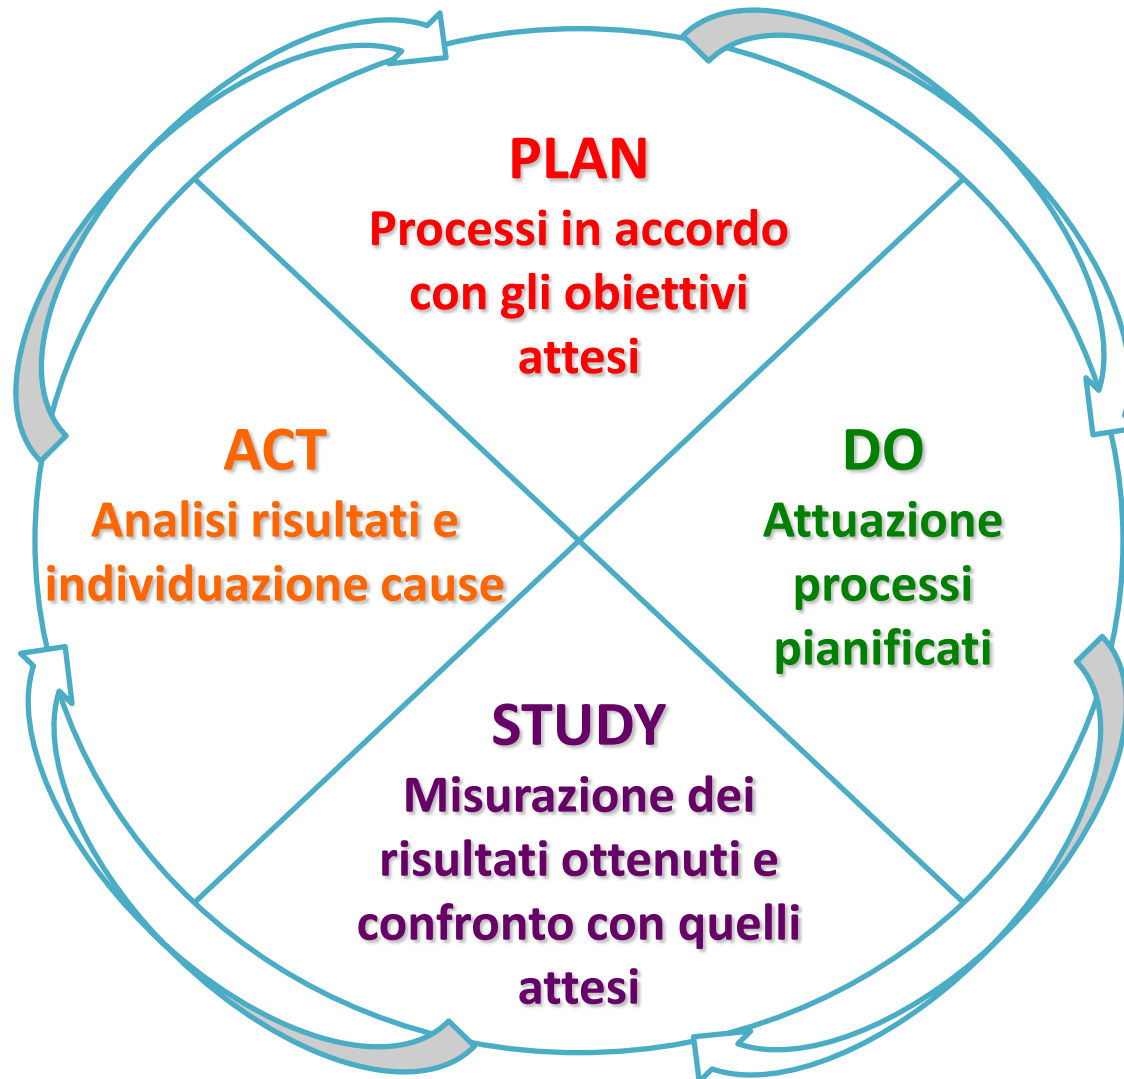 PLAN
Processi in accordo
con gli obiettivi
attesi
ACT
Analisi risultati e
individuazione cause
DO
Attuazione
processi
pianificati
STUDY
Misurazione dei
risultati ottenuti e
confronto con quelli
attesi